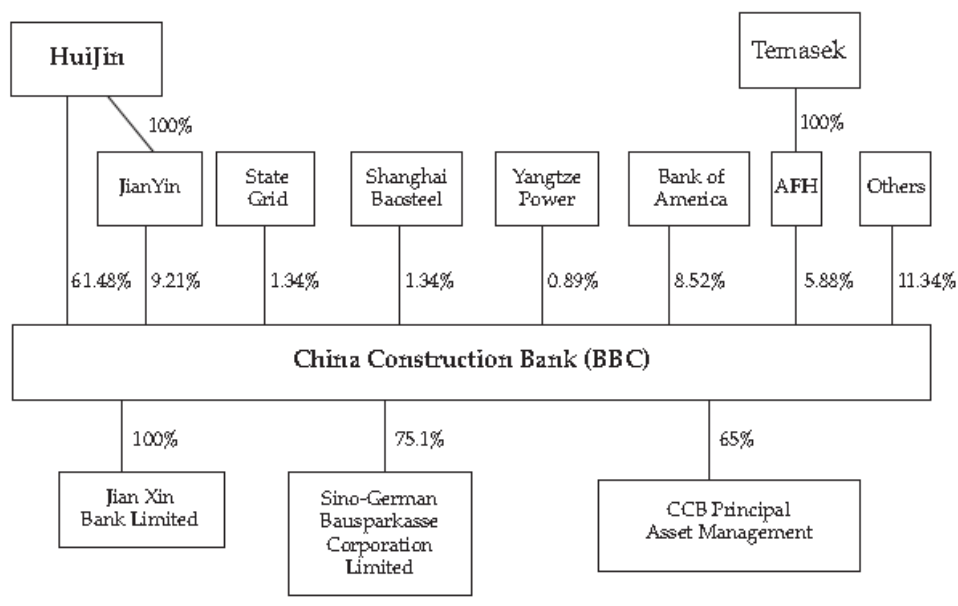 HuiJin
Temasek
100%
100%
JianYin
State
Grid
Shanghai
Baosteel
Yangtze
Power
Bank of
America
AFH
Others
61.48%
9.21%
1.34%
1.34%
0.89%
8.52%
5.88%
11.34%
China Construction Bank (BBC)
100%
75.1%
65%
Jian Xin
Bank Limited
Sino-German
Bausparkasse
Corporation
Limited
CCB Principal
Asset Management